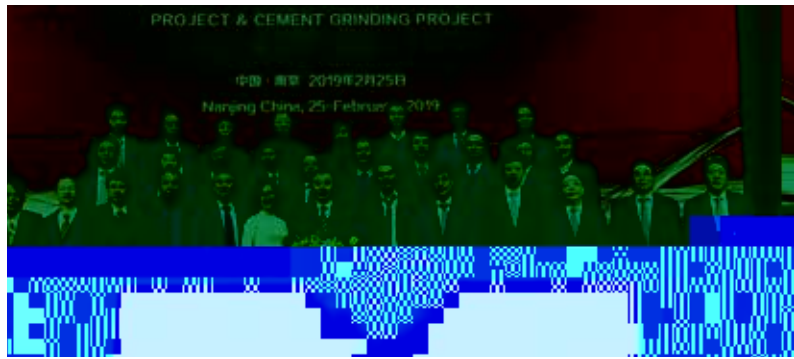 PROJECT & CEMENT GRINDING PROJECT
中国 · 南京 2019年2月25日
Nanjing China, 25 February, 2019